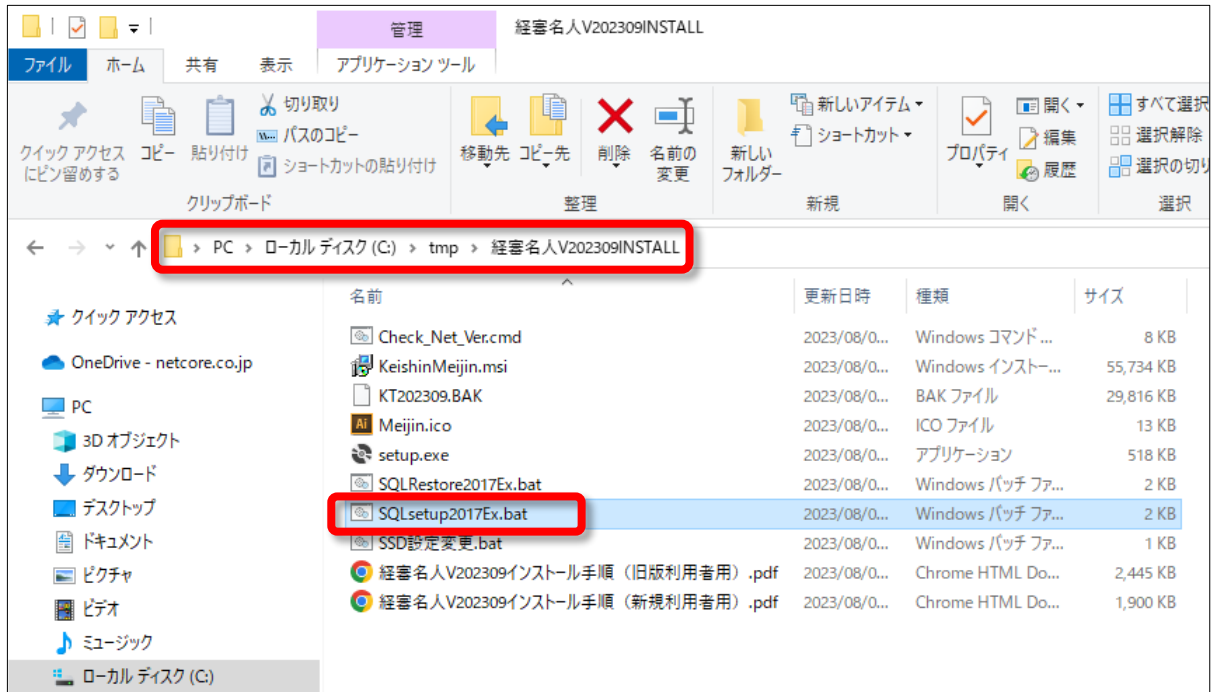 管理
経審名人V202309INSTALL
ファイル ホーム 共有 表示 アプリケーション ツール
クイック アクセス
にピン留めする
コピー
貼り付け
切り取り
パスのコピー
ショートカットの貼り付け
移動先
コピー先
削除
名前の
変更
新しい
フォルダー
新しいアイテム
ショートカット
プロパティ
開く
編集
履歴
すべて選択
選択解除
選択の切り
クリップボード 整理 新規 開く 選択
PC › ローカル ディスク (C:) › tmp › 経審名人V202309INSTALL
名前 更新日時 種類 サイズ
クイック アクセス
OneDrive - netcore.co.jp
PC
3D オブジェクト
ダウンロード
デスクトップ
ドキュメント
ピクチャ
ビデオ
ミュージック
ローカル ディスク (C:)
Check_Net_Ver.cmd 2023/08/0... Windows コマンド ... 8 KB
KeishinMeijin.msi 2023/08/0... Windows インストー... 55,734 KB
KT202309.BAK 2023/08/0... BAK ファイル 29,816 KB
Meijin.ico 2023/08/0... ICO ファイル 13 KB
setup.exe 2023/08/0... アプリケーション 518 KB
SQLRestore2017Ex.bat 2023/08/0... Windows バッチ ファ... 2 KB
SQLsetup2017Ex.bat 2023/08/0... Windows バッチ ファ... 2 KB
SSD設定変更.bat 2023/08/0... Windows バッチ ファ... 1 KB
経審名人V202309インストール手順（旧版利用者用）.pdf 2023/08/0... Chrome HTML Do... 2,445 KB
経審名人V202309インストール手順（新規利用者用）.pdf 2023/08/0... Chrome HTML Do... 1,900 KB